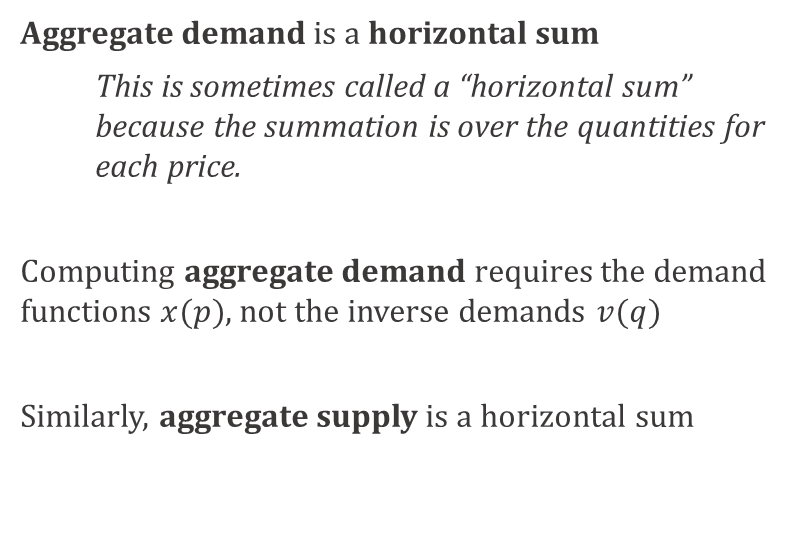 Aggregate demand is a horizontal sum
This is sometimes called a “horizontal sum”
because the summation is over the quantities for
each price.
Computing aggregate demand requires the demand
functions x(p), not the inverse demands v(q)
Similarly, aggregate supply is a horizontal sum